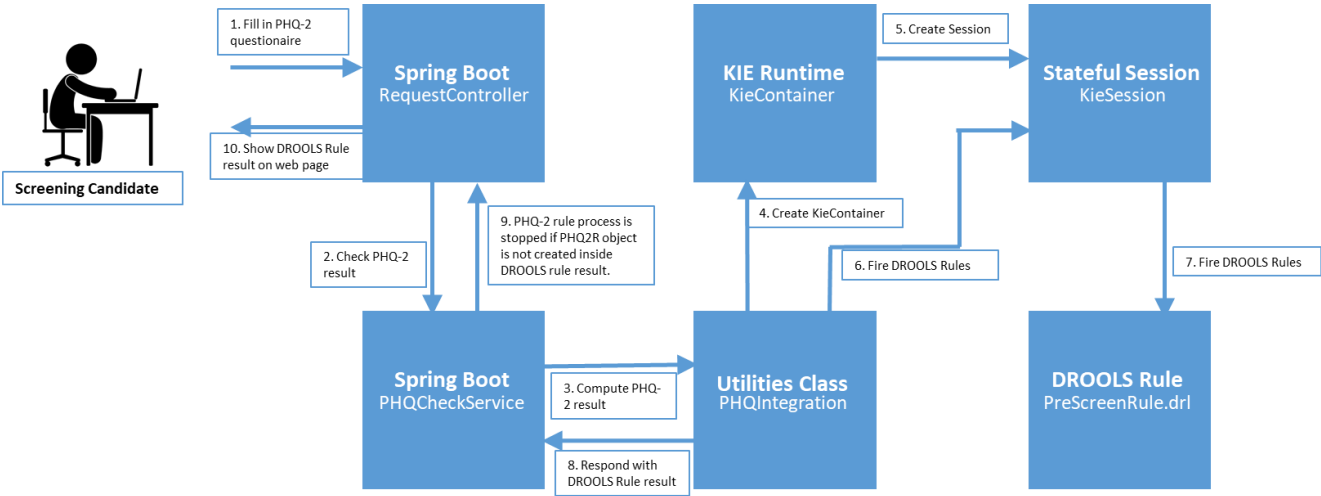 1. Fill in PHQ-2
questionaire
Spring Boot
RequestController
KIE Runtime
KieContainer
5. Create Session
Stateful Session
KieSession
10. Show DROOLS Rule
result on web page
Screening Candidate
2. Check PHQ-2
result
9. PHQ-2 rule process is
stopped if PHQ2R object
is not created inside
DROOLS rule result.
4. Create KieContainer
6. Fire DROOLS Rules
7. Fire DROOLS Rules
Spring Boot
PHQCheckService
3. Compute PHQ-
2 result
8. Respond with
DROOLS Rule result
Utilities Class
PHQIntegration
DROOLS Rule
PreScreenRule.drl